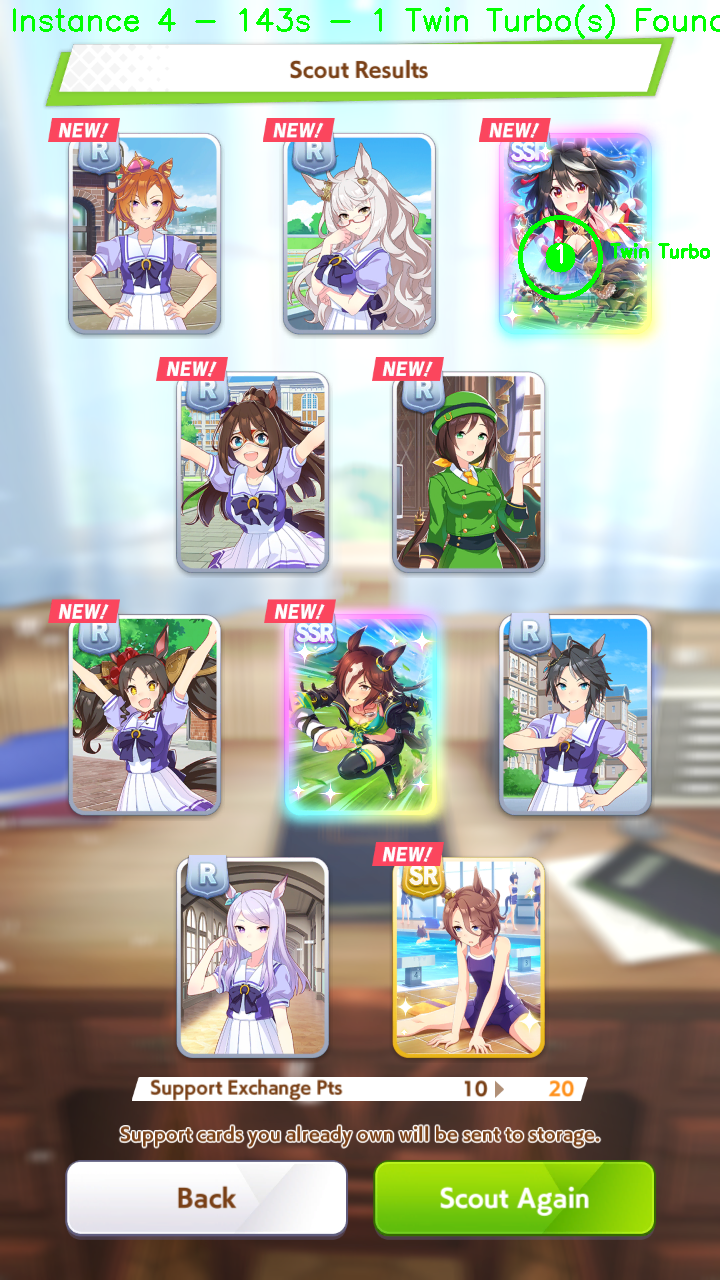 Instance 4 - 143s - 1 Twin Turbo(s) Found
Scout Results
NEW! NEW! NEW!
R R SSR
1 Twin Turbo
NEW! NEW!
R R
NEW! NEW!
R SSR R
NEW!
R SR
Support Exchange Pts 10 20
Support cards you already own will be sent to storage.
Back Scout Again